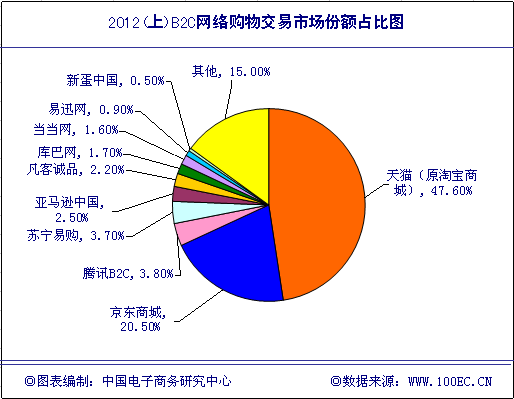 2012(上)B2C网络购物交易市场份额占比图
新蛋中国, 0.50%
其他, 15.00%
易迅网, 0.90%
当当网, 1.60%
库巴网, 1.70%
凡客诚品, 2.20%
亚马逊中国,
2.50%
苏宁易购, 3.70%
腾讯B2C, 3.80%
京东商城,
20.50%
天猫（原淘宝商
城）, 47.60%
©图表编制：中国电子商务研究中心
©数据来源：WWW.100EC.CN